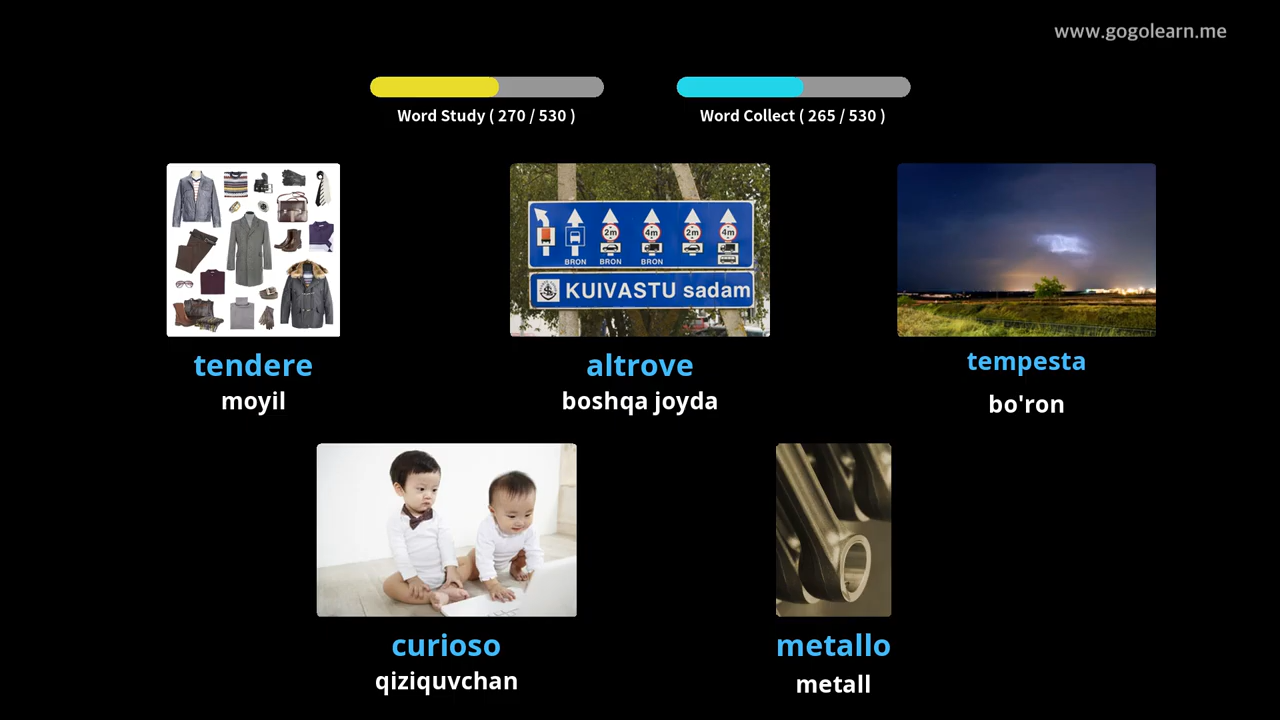 www.gogolearn.me
Word Study ( 270 / 530 )
Word Collect ( 265 / 530 )
2m
4m
2m
4m
BRON
BRON
BRON
KUIVASTU sadam
tendere
moyil
altrove
boshqa joyda
tempesta
bo'ron
curioso
qiziquvchan
metallo
metall